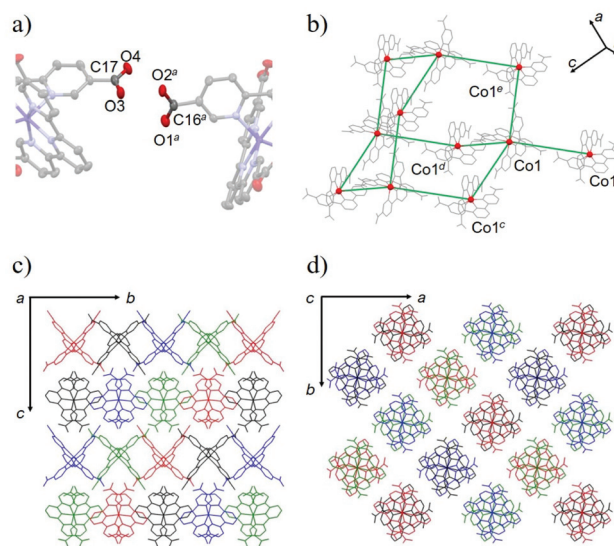 a)
C17
O4
O3
O2ᵃ
C16ᵃ
O1ᵃ
b)
a
c
Co1ᵉ
Co1ᵈ
Co1
Co1
Co1ᶜ
c)
a
b
c
d)
c
a
b